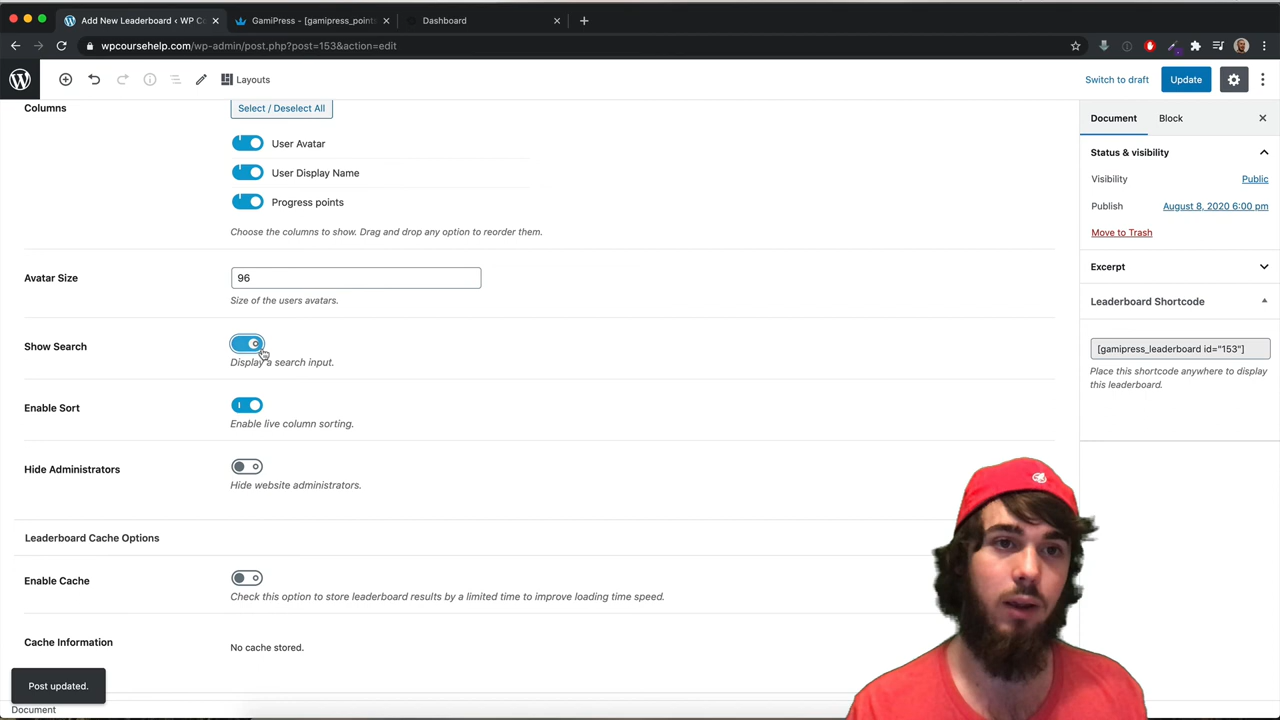 Add New Leaderboard ‹ WP C
GamiPress - [gamipress_points
Dashboard
wpcoursehelp.com/wp-admin/post.php?post=153&action=edit
Layouts
Switch to draft
Update
Columns
Select / Deselect All
User Avatar
User Display Name
Progress points
Choose the columns to show. Drag and drop any option to reorder them.
Avatar Size
96
Size of the users avatars.
Show Search
Display a search input.
Enable Sort
Enable live column sorting.
Hide Administrators
Hide website administrators.
Leaderboard Cache Options
Enable Cache
Check this option to store leaderboard results by a limited time to improve loading time speed.
Cache Information
No cache stored.
Post updated.
Document
Document
Block
Status & visibility
Visibility
Public
Publish
August 8, 2020 6:00 pm
Move to Trash
Excerpt
Leaderboard Shortcode
[gamipress_leaderboard id="153"]
Place this shortcode anywhere to display
this leaderboard.